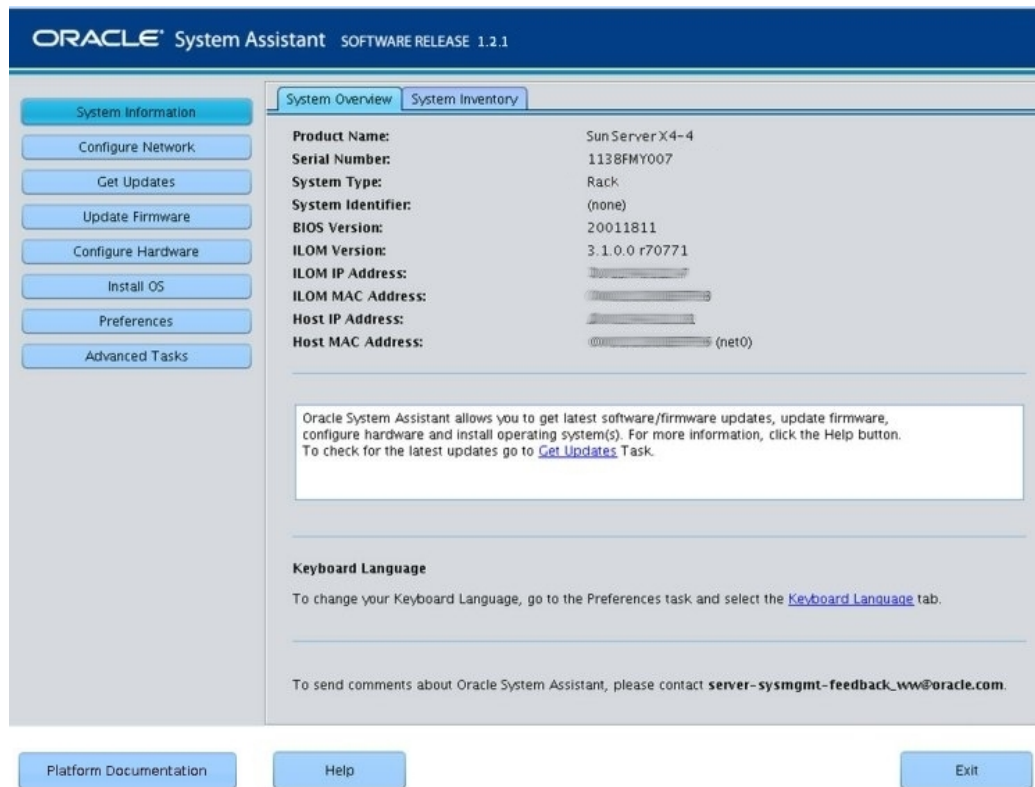 ORACLE System Assistant SOFTWARE RELEASE 1.2.1
System Information
Configure Network
Get Updates
Update Firmware
Configure Hardware
Install OS
Preferences
Advanced Tasks
System Overview System Inventory
Product Name: Sun Server X4-4
Serial Number: 1138FMY007
System Type: Rack
System Identifier: (none)
BIOS Version: 20011811
ILOM Version: 3.1.0.0 r70771
ILOM IP Address:
ILOM MAC Address:
Host IP Address:
Host MAC Address: (net0)
Oracle System Assistant allows you to get latest software/firmware updates, update firmware,
configure hardware and install operating system(s). For more information, click the Help button.
To check for the latest updates go to Get Updates Task.
Keyboard Language
To change your Keyboard Language, go to the Preferences task and select the Keyboard Language tab.
To send comments about Oracle System Assistant, please contact server-sysmgmt-feedback_ww@oracle.com.
Platform Documentation Help Exit